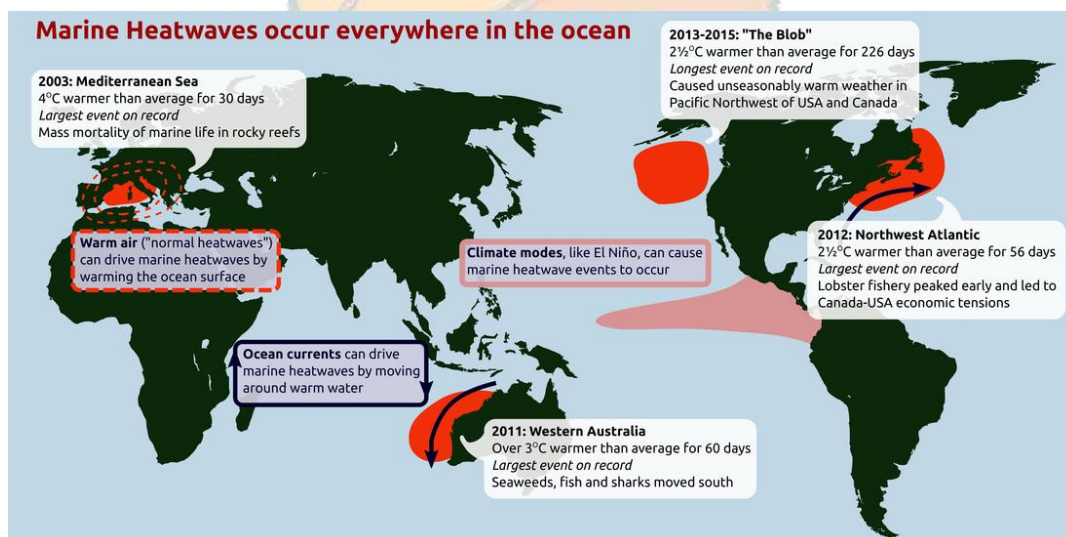 Marine Heatwaves occur everywhere in the ocean
2013-2015: "The Blob"
2½°C warmer than average for 226 days
Longest event on record
Caused unseasonably warm weather in
Pacific Northwest of USA and Canada
2003: Mediterranean Sea
4°C warmer than average for 30 days
Largest event on record
Mass mortality of marine life in rocky reefs
Warm air ("normal heatwaves")
can drive marine heatwaves by
warming the ocean surface
Climate modes, like El Niño, can cause
marine heatwave events to occur
2012: Northwest Atlantic
2½°C warmer than average for 56 days
Largest event on record
Lobster fishery peaked early and led to
Canada-USA economic tensions
Ocean currents can drive
marine heatwaves by moving
around warm water
2011: Western Australia
Over 3°C warmer than average for 60 days
Largest event on record
Seaweeds, fish and sharks moved south